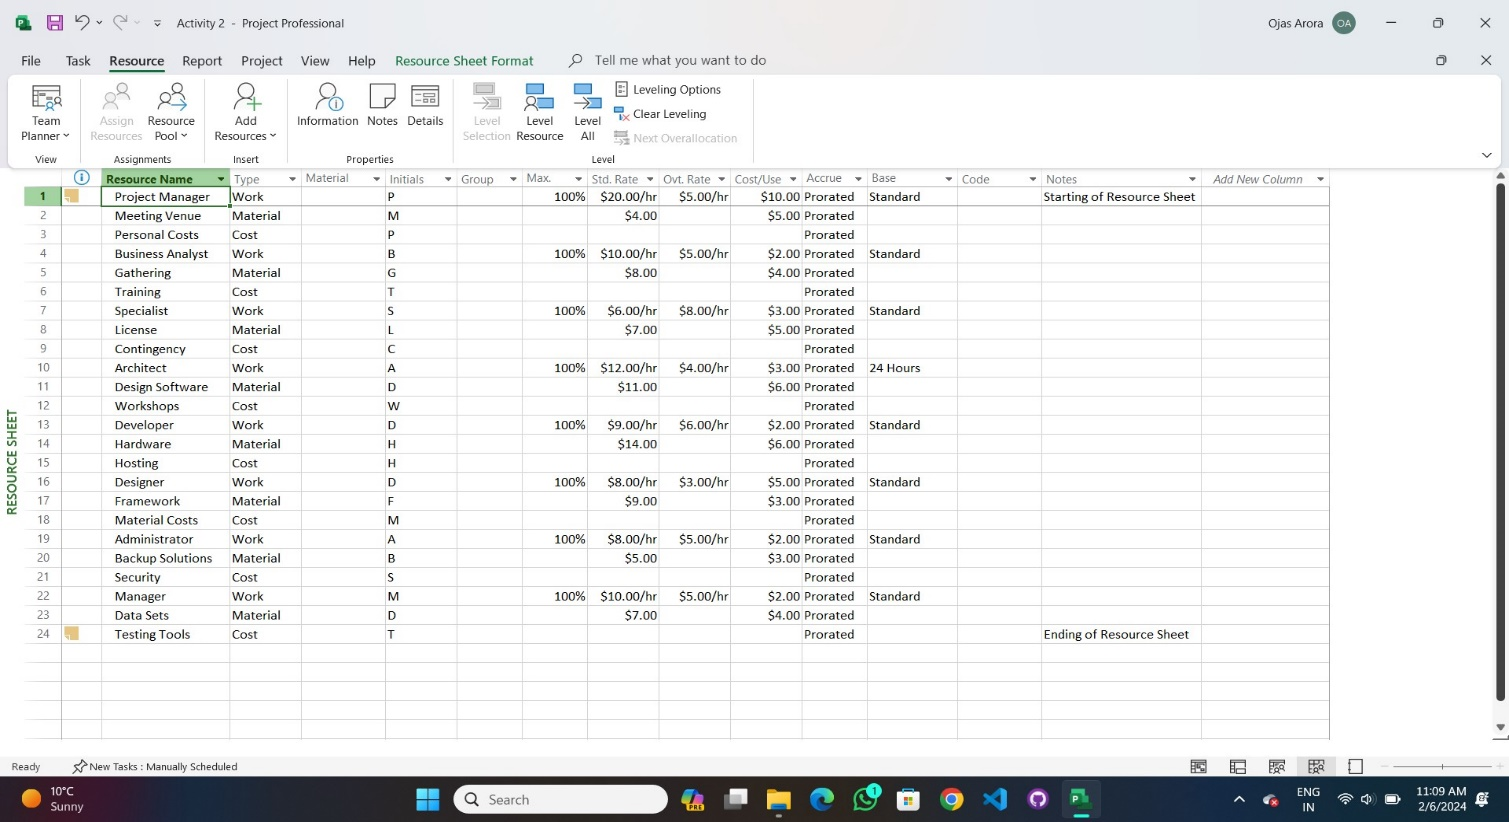 Activity 2 - Project Professional
Ojas Arora OA
File Task Resource Report Project View Help Resource Sheet Format Tell me what you want to do
Team Planner
Assign Resources
Resource Pool
Add Resources
Information Notes Details
Level Selection
Level Resource
Level All
Leveling Options
Clear Leveling
Next Overallocation
View Assignments Insert Properties Level
Resource Name Type Material Initials Group Max. Std. Rate Ovt. Rate Cost/Use Accrue Base Code Notes Add New Column
1 Project Manager Work P 100% $20.00/hr $5.00/hr $10.00 Prorated Standard Starting of Resource Sheet
2 Meeting Venue Material M $4.00 $5.00 Prorated
3 Personal Costs Cost P Prorated
4 Business Analyst Work B 100% $10.00/hr $5.00/hr $2.00 Prorated Standard
5 Gathering Material G $8.00 $4.00 Prorated
6 Training Cost T Prorated
7 Specialist Work S 100% $6.00/hr $8.00/hr $3.00 Prorated Standard
8 License Material L $7.00 $5.00 Prorated
9 Contingency Cost C Prorated
10 Architect Work A 100% $12.00/hr $4.00/hr $3.00 Prorated 24 Hours
11 Design Software Material D $11.00 $6.00 Prorated
12 Workshops Cost W Prorated
13 Developer Work D 100% $9.00/hr $6.00/hr $2.00 Prorated Standard
14 Hardware Material H $14.00 $6.00 Prorated
15 Hosting Cost H Prorated
16 Designer Work D 100% $8.00/hr $3.00/hr $5.00 Prorated Standard
17 Framework Material F $9.00 $3.00 Prorated
18 Material Costs Cost M Prorated
19 Administrator Work A 100% $8.00/hr $5.00/hr $2.00 Prorated Standard
20 Backup Solutions Material B $5.00 $3.00 Prorated
21 Security Cost S Prorated
22 Manager Work M 100% $10.00/hr $5.00/hr $2.00 Prorated Standard
23 Data Sets Material D $7.00 $4.00 Prorated
24 Testing Tools Cost T Prorated Ending of Resource Sheet
RESOURCE SHEET
Ready New Tasks : Manually Scheduled
10°C
Sunny
Search
PRE
1
ENG
IN
11:09 AM
2/6/2024